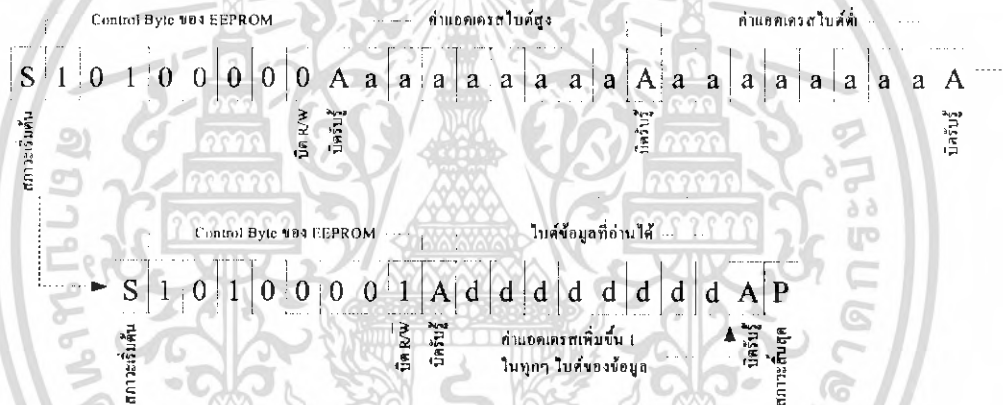 Control Byte ของ EEPROM ค่าแอดเดรสไบต์สูง ค่าแอดเดรสไบต์ต่ำ
S 1 0 1 0 0 0 0 0 A a a a a a a a a A a a a a a a a a A
สภาวะเริ่มต้น บิต R/W บิตรับรู้ บิตรับรู้ บิตรับรู้
Control Byte ของ EEPROM ไบต์ข้อมูลที่อ่านได้
S 1 0 1 0 0 0 0 1 A d d d d d d d d A P
สภาวะเริ่มต้น บิต R/W บิตรับรู้ ค่าแอดเดรสเพิ่มขึ้น 1 บิตรับรู้ สภาวะสิ้นสุด
ในทุกๆ ไบต์ของข้อมูล